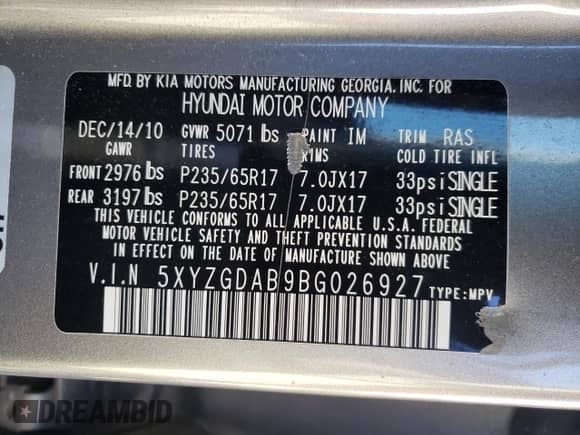 MFD. BY KIA MOTORS MANUFACTURING GEORGIA, INC. FOR
HYUNDAI MOTOR COMPANY
DEC/14/10 GVWR 5071 lbs PAINT IM TRIM RAS
GAWR TIRES RIMS COLD TIRE INFL
FRONT 2976 lbs P235/65R17 7.0JX17 33psi SINGLE
REAR 3197 lbs P235/65R17 7.0JX17 33psi SINGLE
THIS VEHICLE CONFORMS TO ALL APPLICABLE U.S.A. FEDERAL
MOTOR VEHICLE SAFETY AND THEFT PREVENTION STANDARDS
IN EFFECT ON THE DATE OF MANUFACTURE SHOWN ABOVE
V.I.N 5XYZGDAB9BG026927 TYPE:MPV
DREAMBID